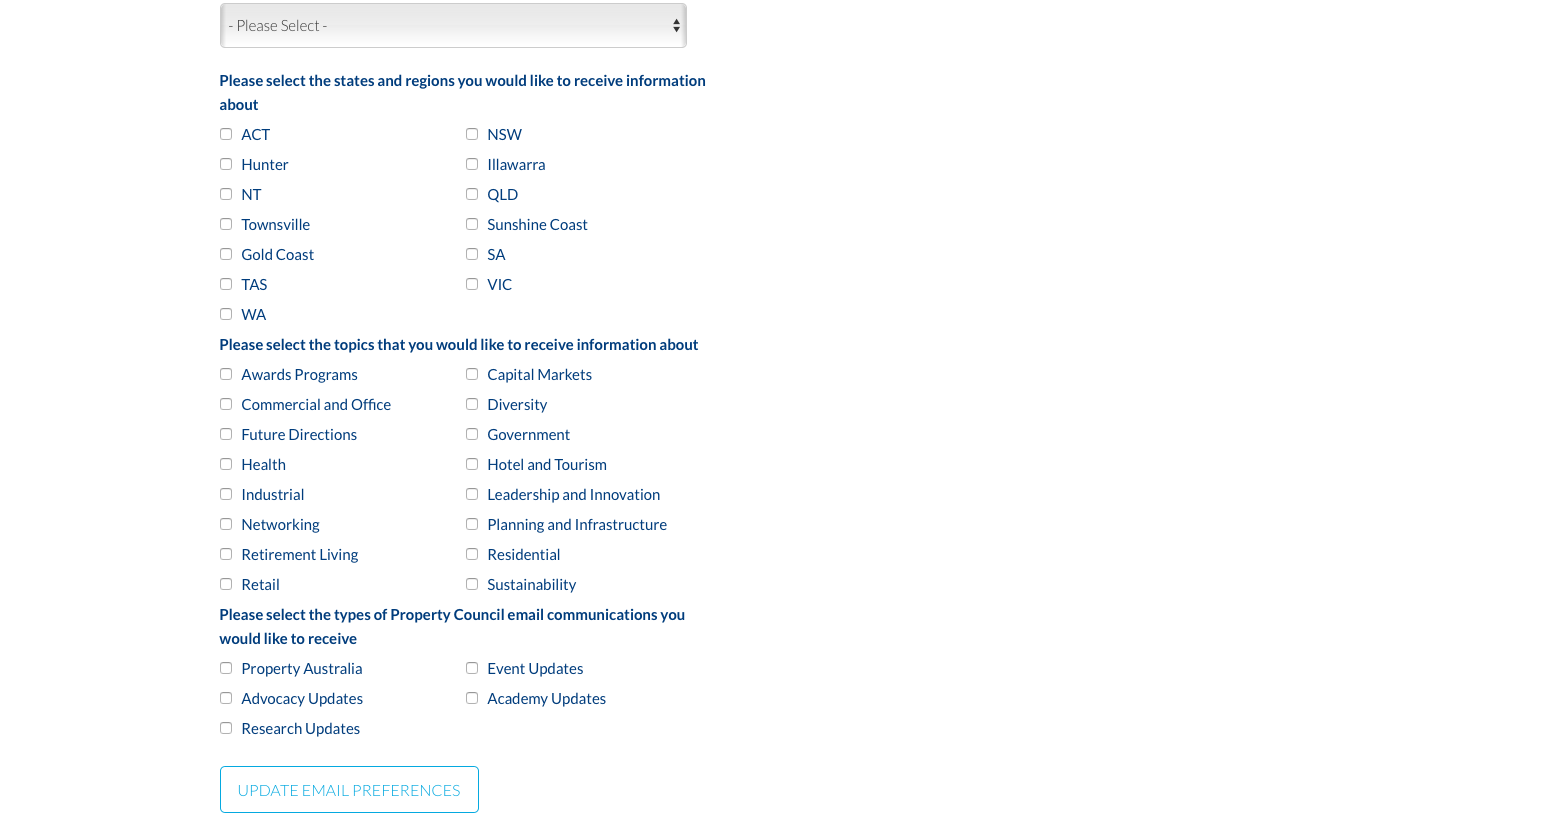 - Please Select -
Please select the states and regions you would like to receive information
about
ACT NSW
Hunter Illawarra
NT QLD
Townsville Sunshine Coast
Gold Coast SA
TAS VIC
WA
Please select the topics that you would like to receive information about
Awards Programs Capital Markets
Commercial and Office Diversity
Future Directions Government
Health Hotel and Tourism
Industrial Leadership and Innovation
Networking Planning and Infrastructure
Retirement Living Residential
Retail Sustainability
Please select the types of Property Council email communications you
would like to receive
Property Australia Event Updates
Advocacy Updates Academy Updates
Research Updates
UPDATE EMAIL PREFERENCES